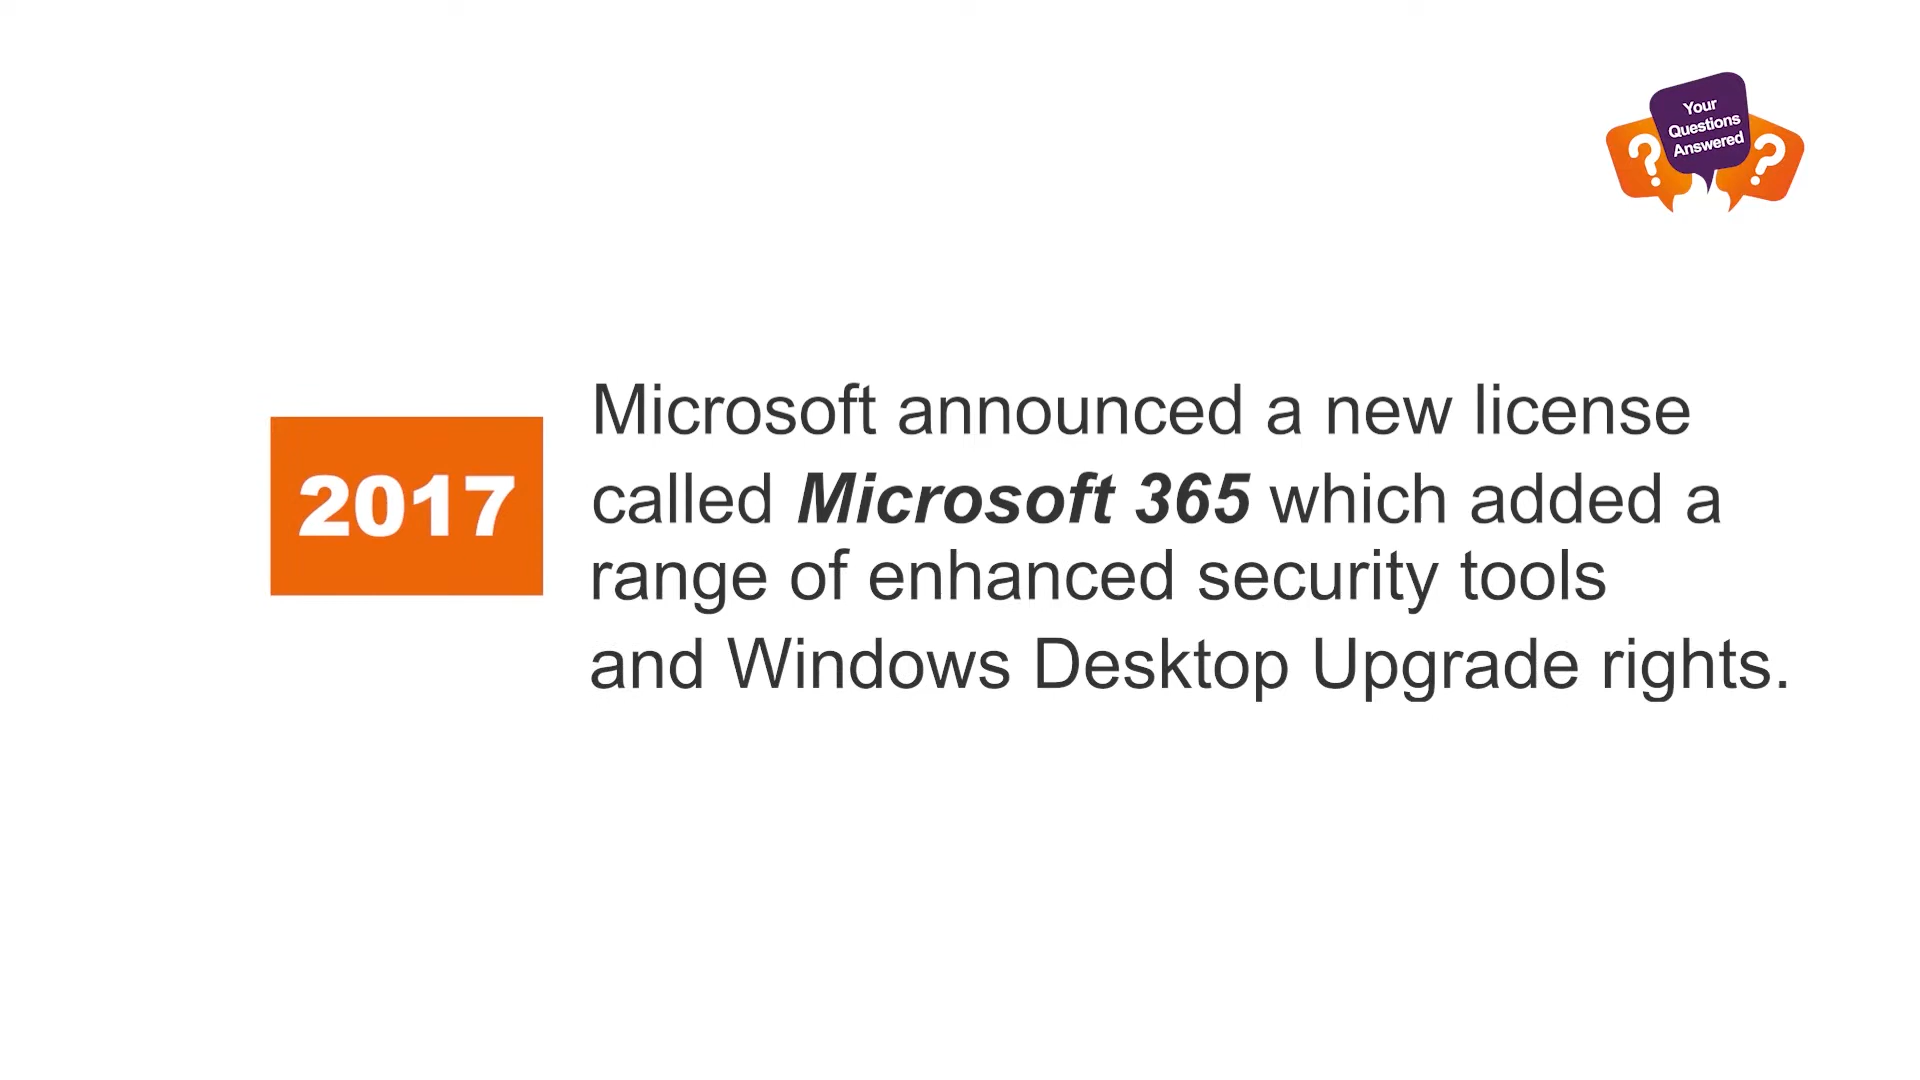 Your
Questions
Answered
? ?
2017
Microsoft announced a new license
called Microsoft 365 which added a
range of enhanced security tools
and Windows Desktop Upgrade rights.